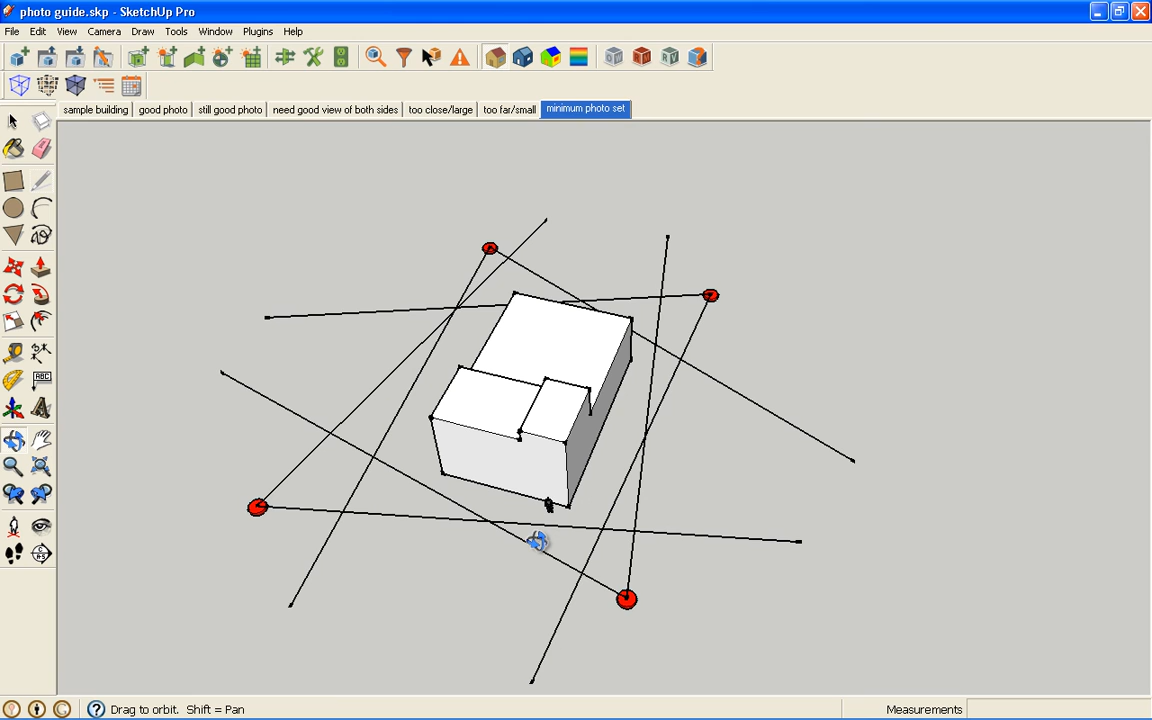 photo guide.skp - SketchUp Pro
File Edit View Camera Draw Tools Window Plugins Help
sample building good photo still good photo need good view of both sides too close/large too far/small minimum photo set
ABC
Drag to orbit. Shift = Pan Measurements